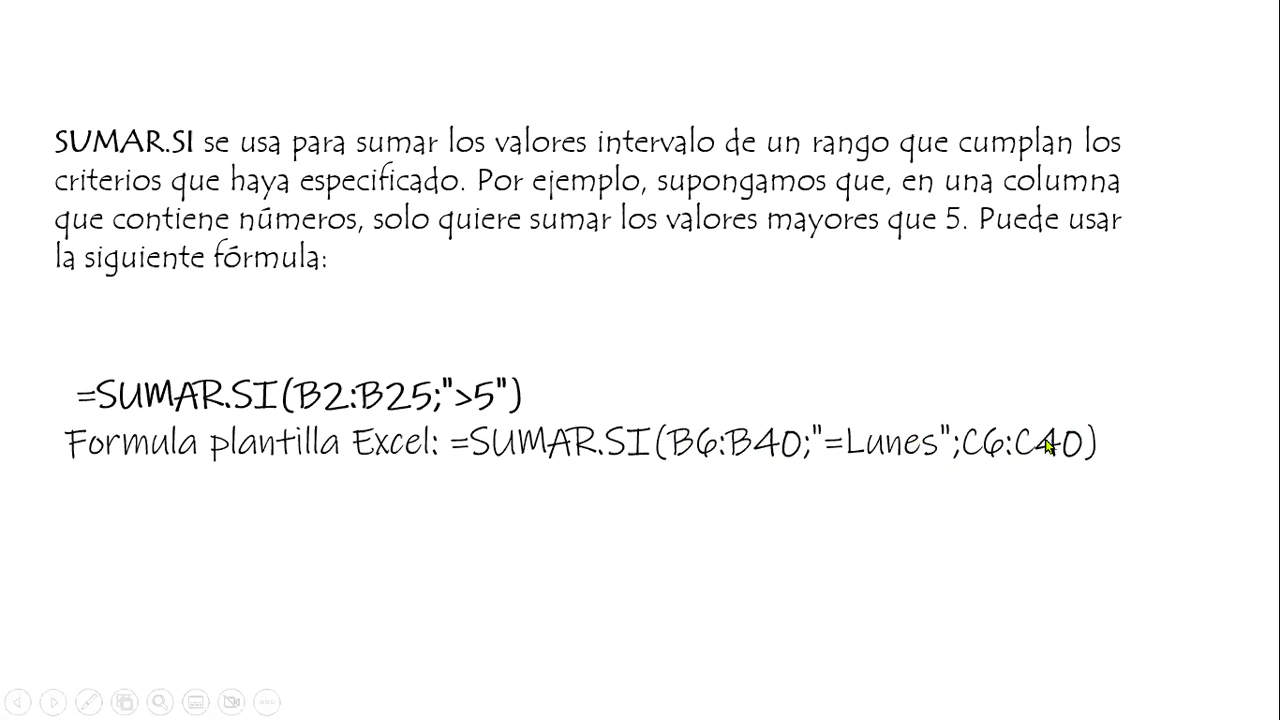 SUMAR.SI se usa para sumar los valores intervalo de un rango que cumplan los
criterios que haya especificado. Por ejemplo, supongamos que, en una columna
que contiene números, solo quiere sumar los valores mayores que 5. Puede usar
la siguiente fórmula:
=SUMAR.SI(B2:B25;">5")
Formula plantilla Excel: =SUMAR.SI(B6:B40;"=Lunes";C6:C40)